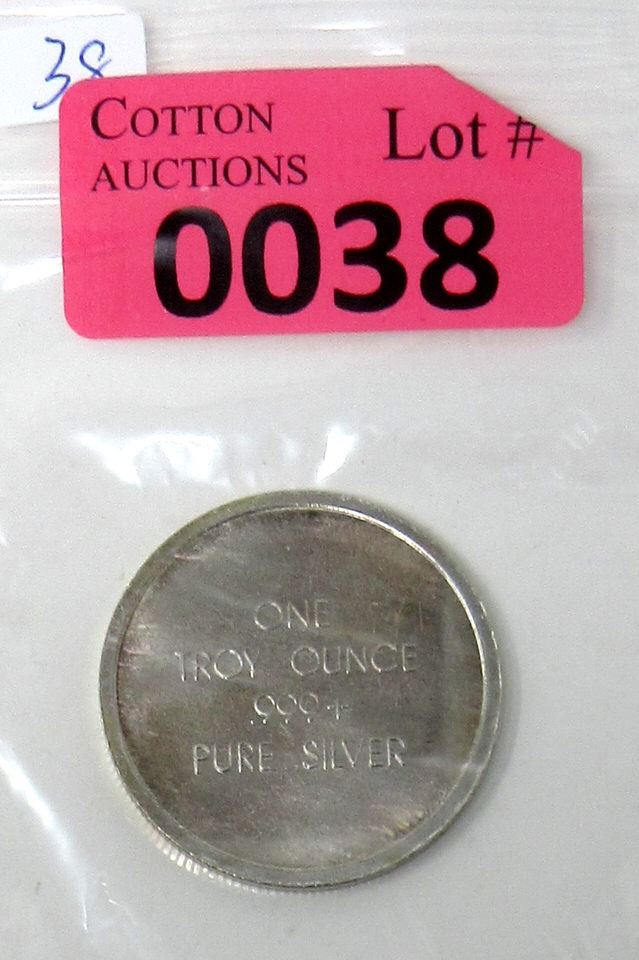 38
COTTON
AUCTIONS
Lot #
0038
ONE
TROY OUNCE
.999+
PURE SILVER